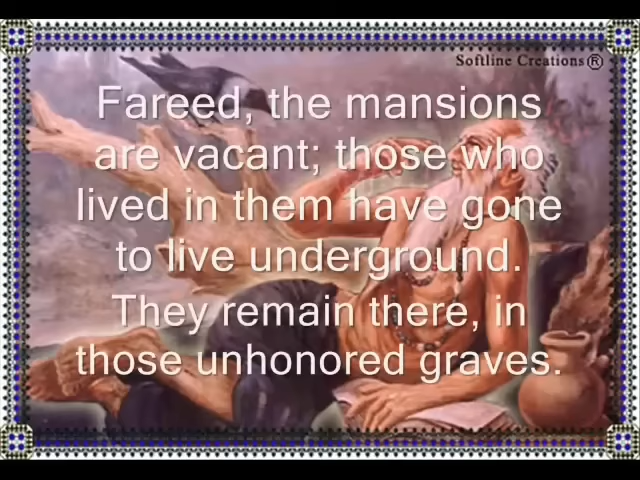 Softline Creations®
Fareed, the mansions
are vacant; those who
lived in them have gone
to live underground.
They remain there, in
those unhonored graves.